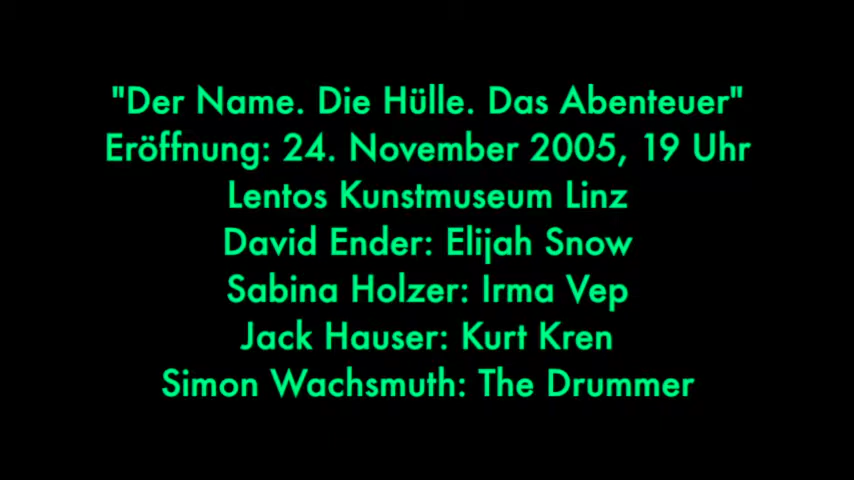 "Der Name. Die Hülle. Das Abenteuer"
Eröffnung: 24. November 2005, 19 Uhr
Lentos Kunstmuseum Linz
David Ender: Elijah Snow
Sabina Holzer: Irma Vep
Jack Hauser: Kurt Kren
Simon Wachsmuth: The Drummer